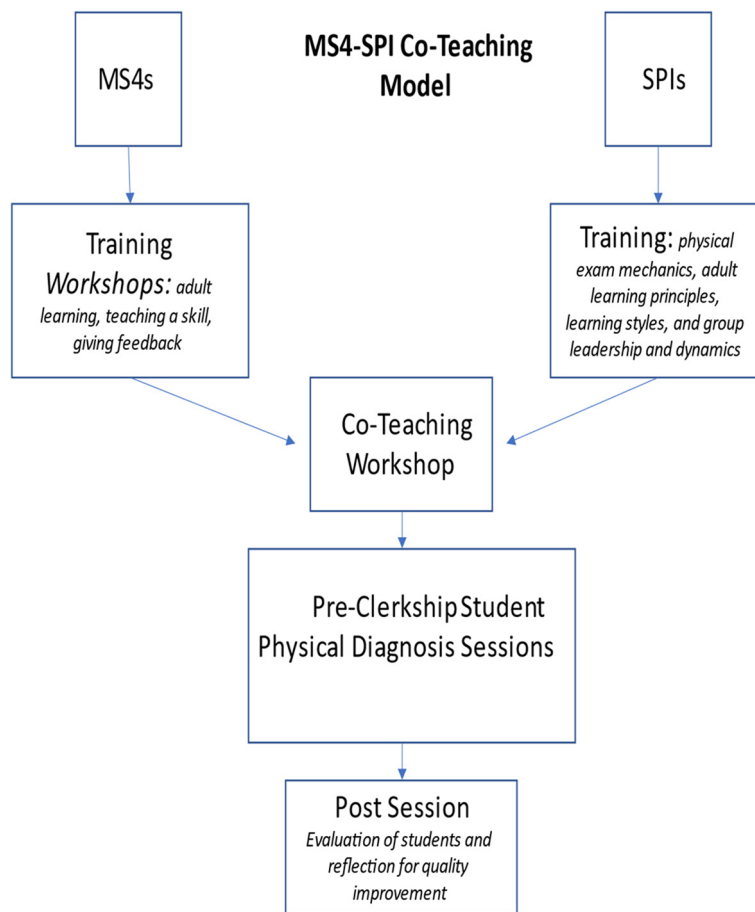 MS4s
MS4-SPI Co-Teaching
Model
SPIs
Training
Workshops: adult
learning, teaching a skill,
giving feedback
Training: physical
exam mechanics, adult
learning principles,
learning styles, and group
leadership and dynamics
Co-Teaching
Workshop
Pre-Clerkship Student
Physical Diagnosis Sessions
Post Session
Evaluation of students and
reflection for quality
improvement